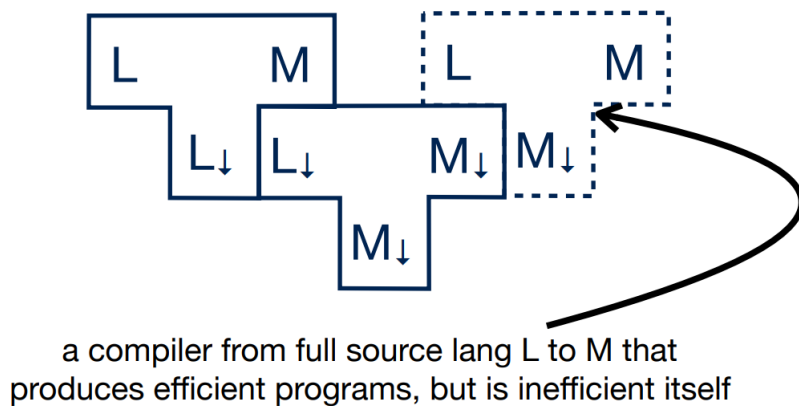 L M L M
L↓ L↓ M↓ M↓
M↓
a compiler from full source lang L to M that
produces efficient programs, but is inefficient itself